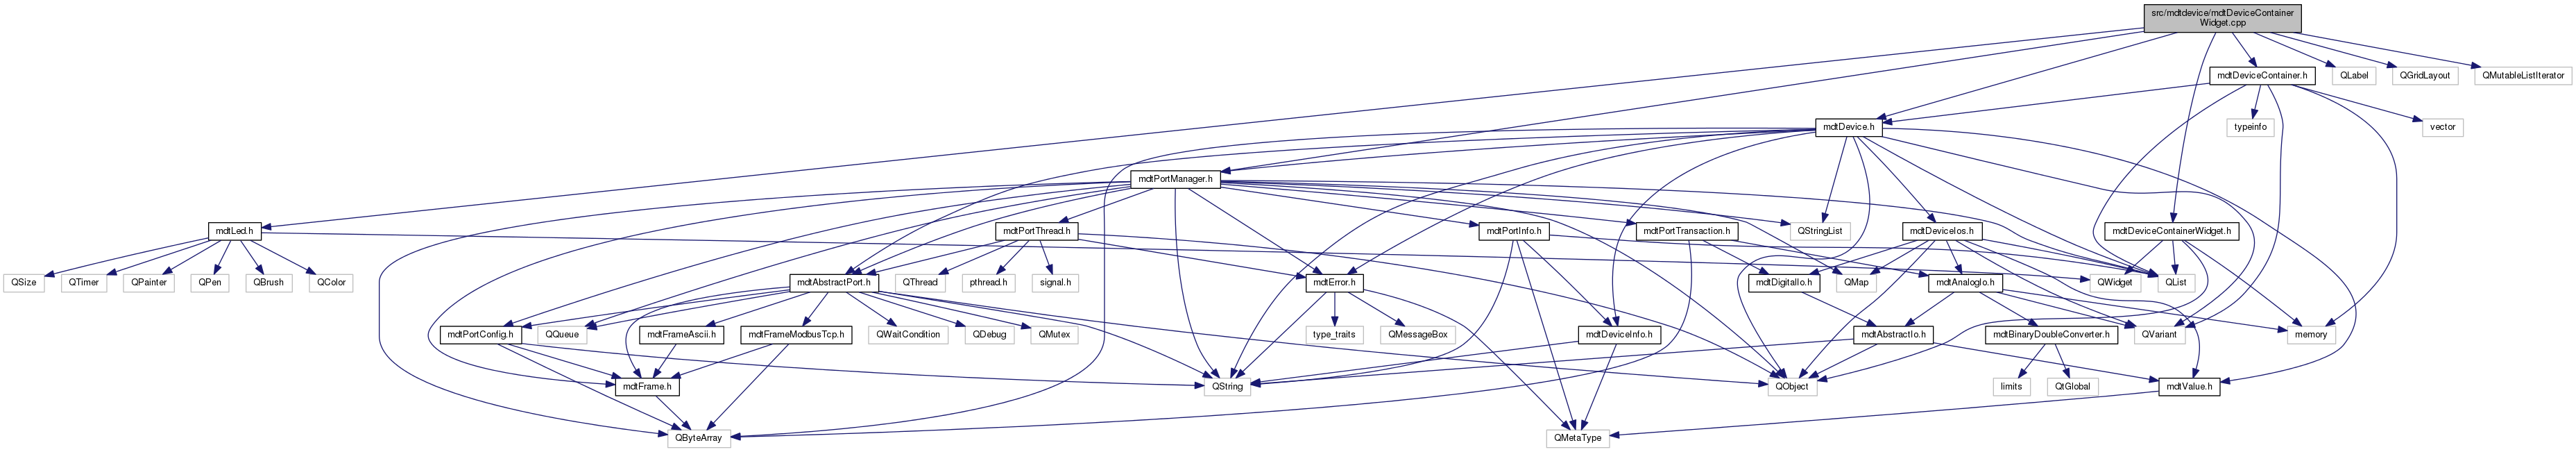 src/mdtdevice/mdtDeviceContainer
Widget.cpp
mdtDeviceContainer.h
QLabel
QGridLayout
QMutableListIterator
mdtDevice.h
typeinfo
vector
mdtPortManager.h
mdtLed.h
mdtPortThread.h
mdtPortInfo.h
mdtPortTransaction.h
QStringList
mdtDeviceIos.h
mdtDeviceContainerWidget.h
QSize
QTimer
QPainter
QPen
QBrush
QColor
mdtAbstractPort.h
QThread
pthread.h
signal.h
mdtError.h
mdtDigitalIo.h
QMap
mdtAnalogIo.h
QWidget
QList
mdtPortConfig.h
QQueue
mdtFrameAscii.h
mdtFrameModbusTcp.h
QWaitCondition
QDebug
QMutex
type_traits
QMessageBox
mdtDeviceInfo.h
mdtAbstractIo.h
mdtBinaryDoubleConverter.h
QVariant
memory
mdtFrame.h
QString
QObject
limits
QtGlobal
mdtValue.h
QByteArray
QMetaType